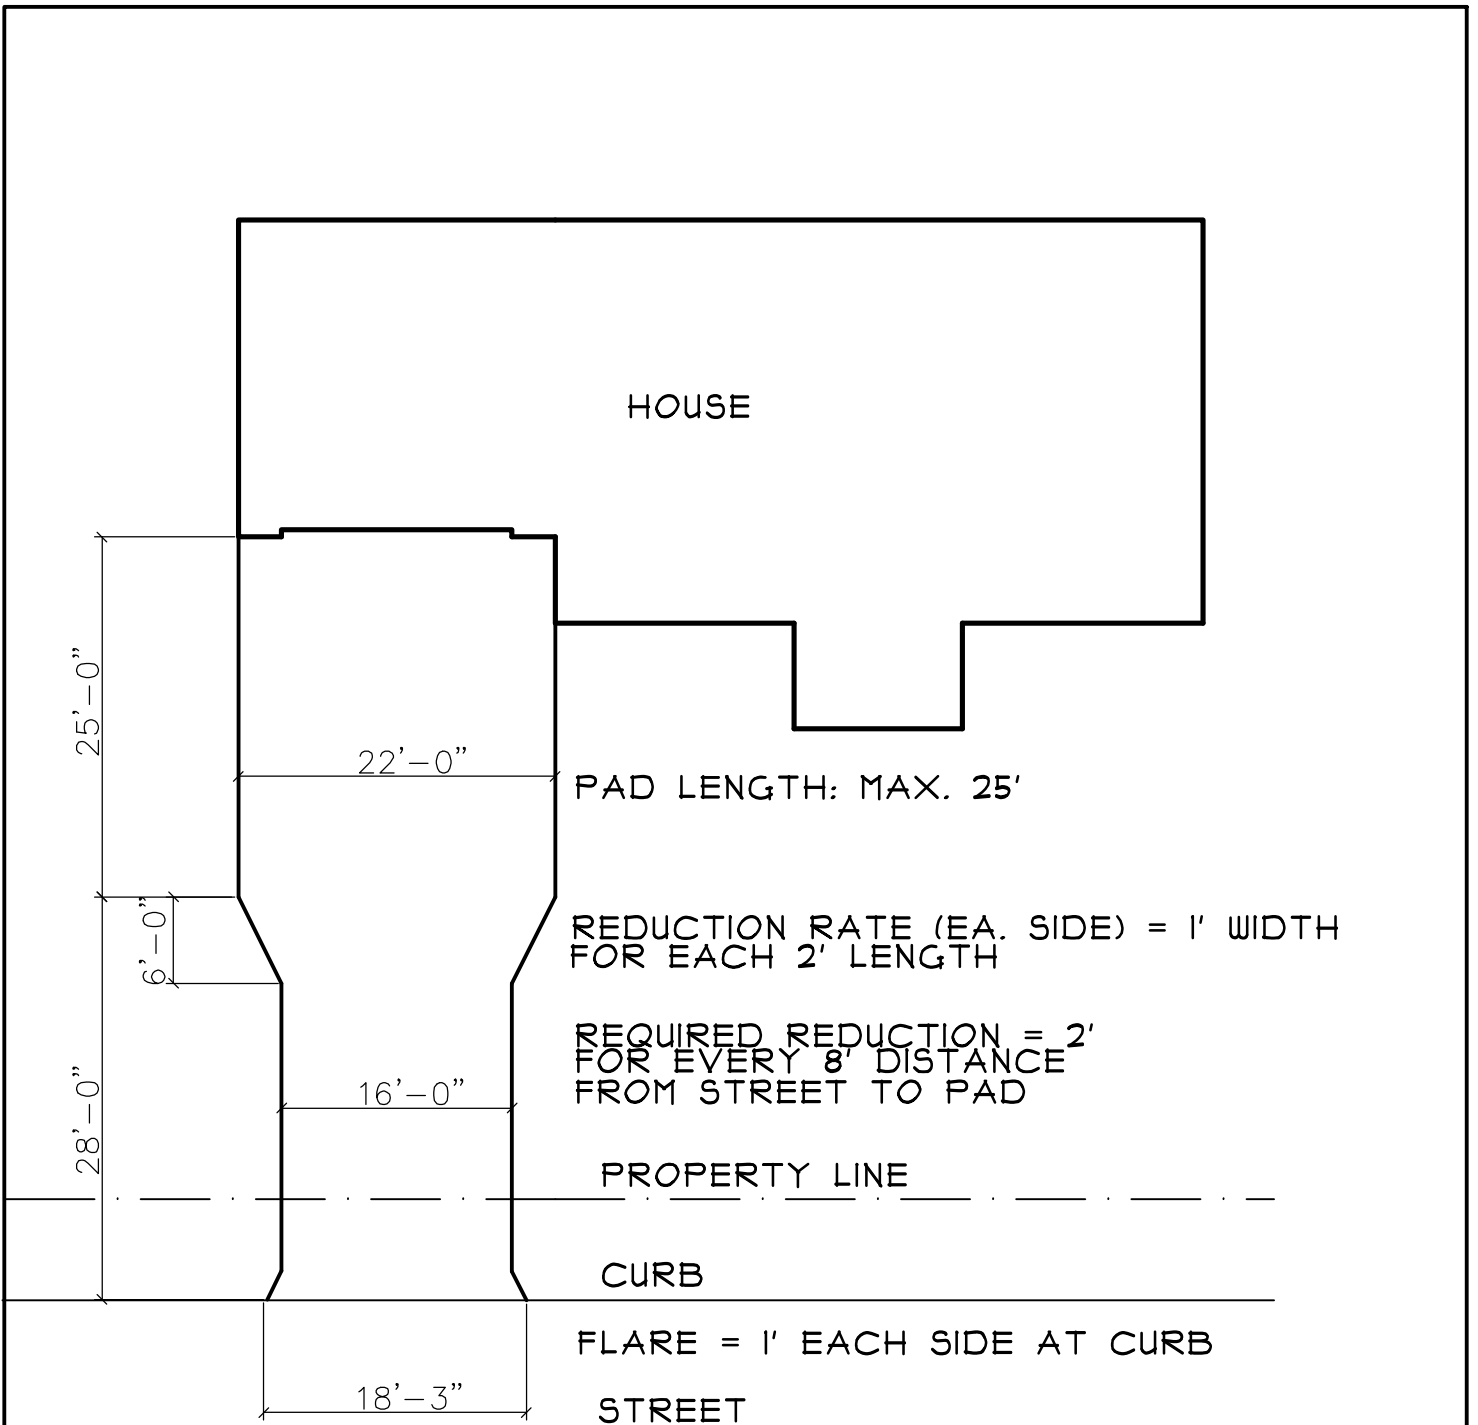 HOUSE
25'-0"
22'-0"
PAD LENGTH: MAX. 25'
6'-0"
REDUCTION RATE (EA. SIDE) = 1' WIDTH
FOR EACH 2' LENGTH
REQUIRED REDUCTION = 2'
FOR EVERY 8' DISTANCE
FROM STREET TO PAD
28'-0"
16'-0"
PROPERTY LINE
CURB
FLARE = 1' EACH SIDE AT CURB
18'-3"
STREET